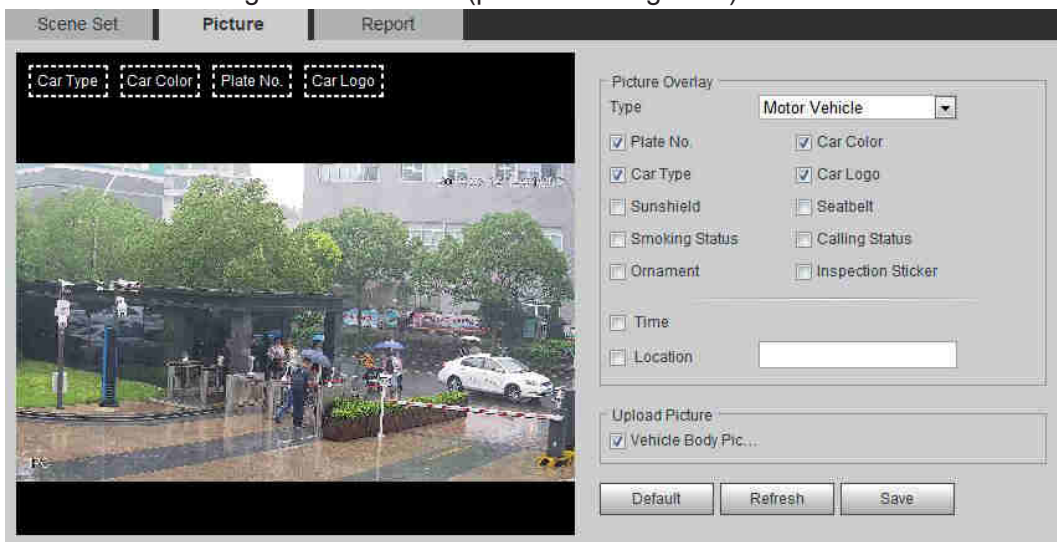 Scene Set Picture Report
Car Type Car Color Plate No. Car Logo
Picture Overlay
Type Motor Vehicle
Plate No. Car Color
Car Type Car Logo
Sunshield Seatbelt
Smoking Status Calling Status
Ornament Inspection Sticker
Time
Location
Upload Picture
Vehicle Body Pic...
Default Refresh Save